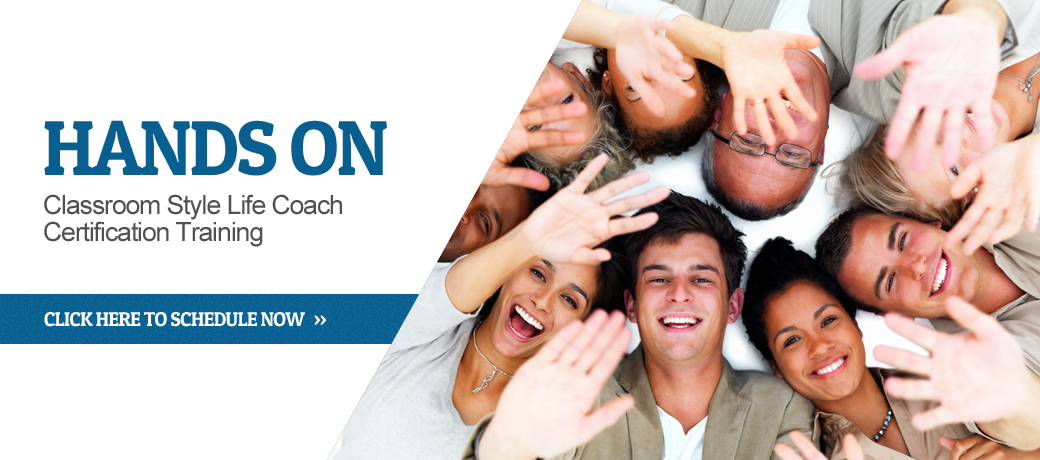 HANDS ON
Classroom Style Life Coach
Certification Training
CLICK HERE TO SCHEDULE NOW »